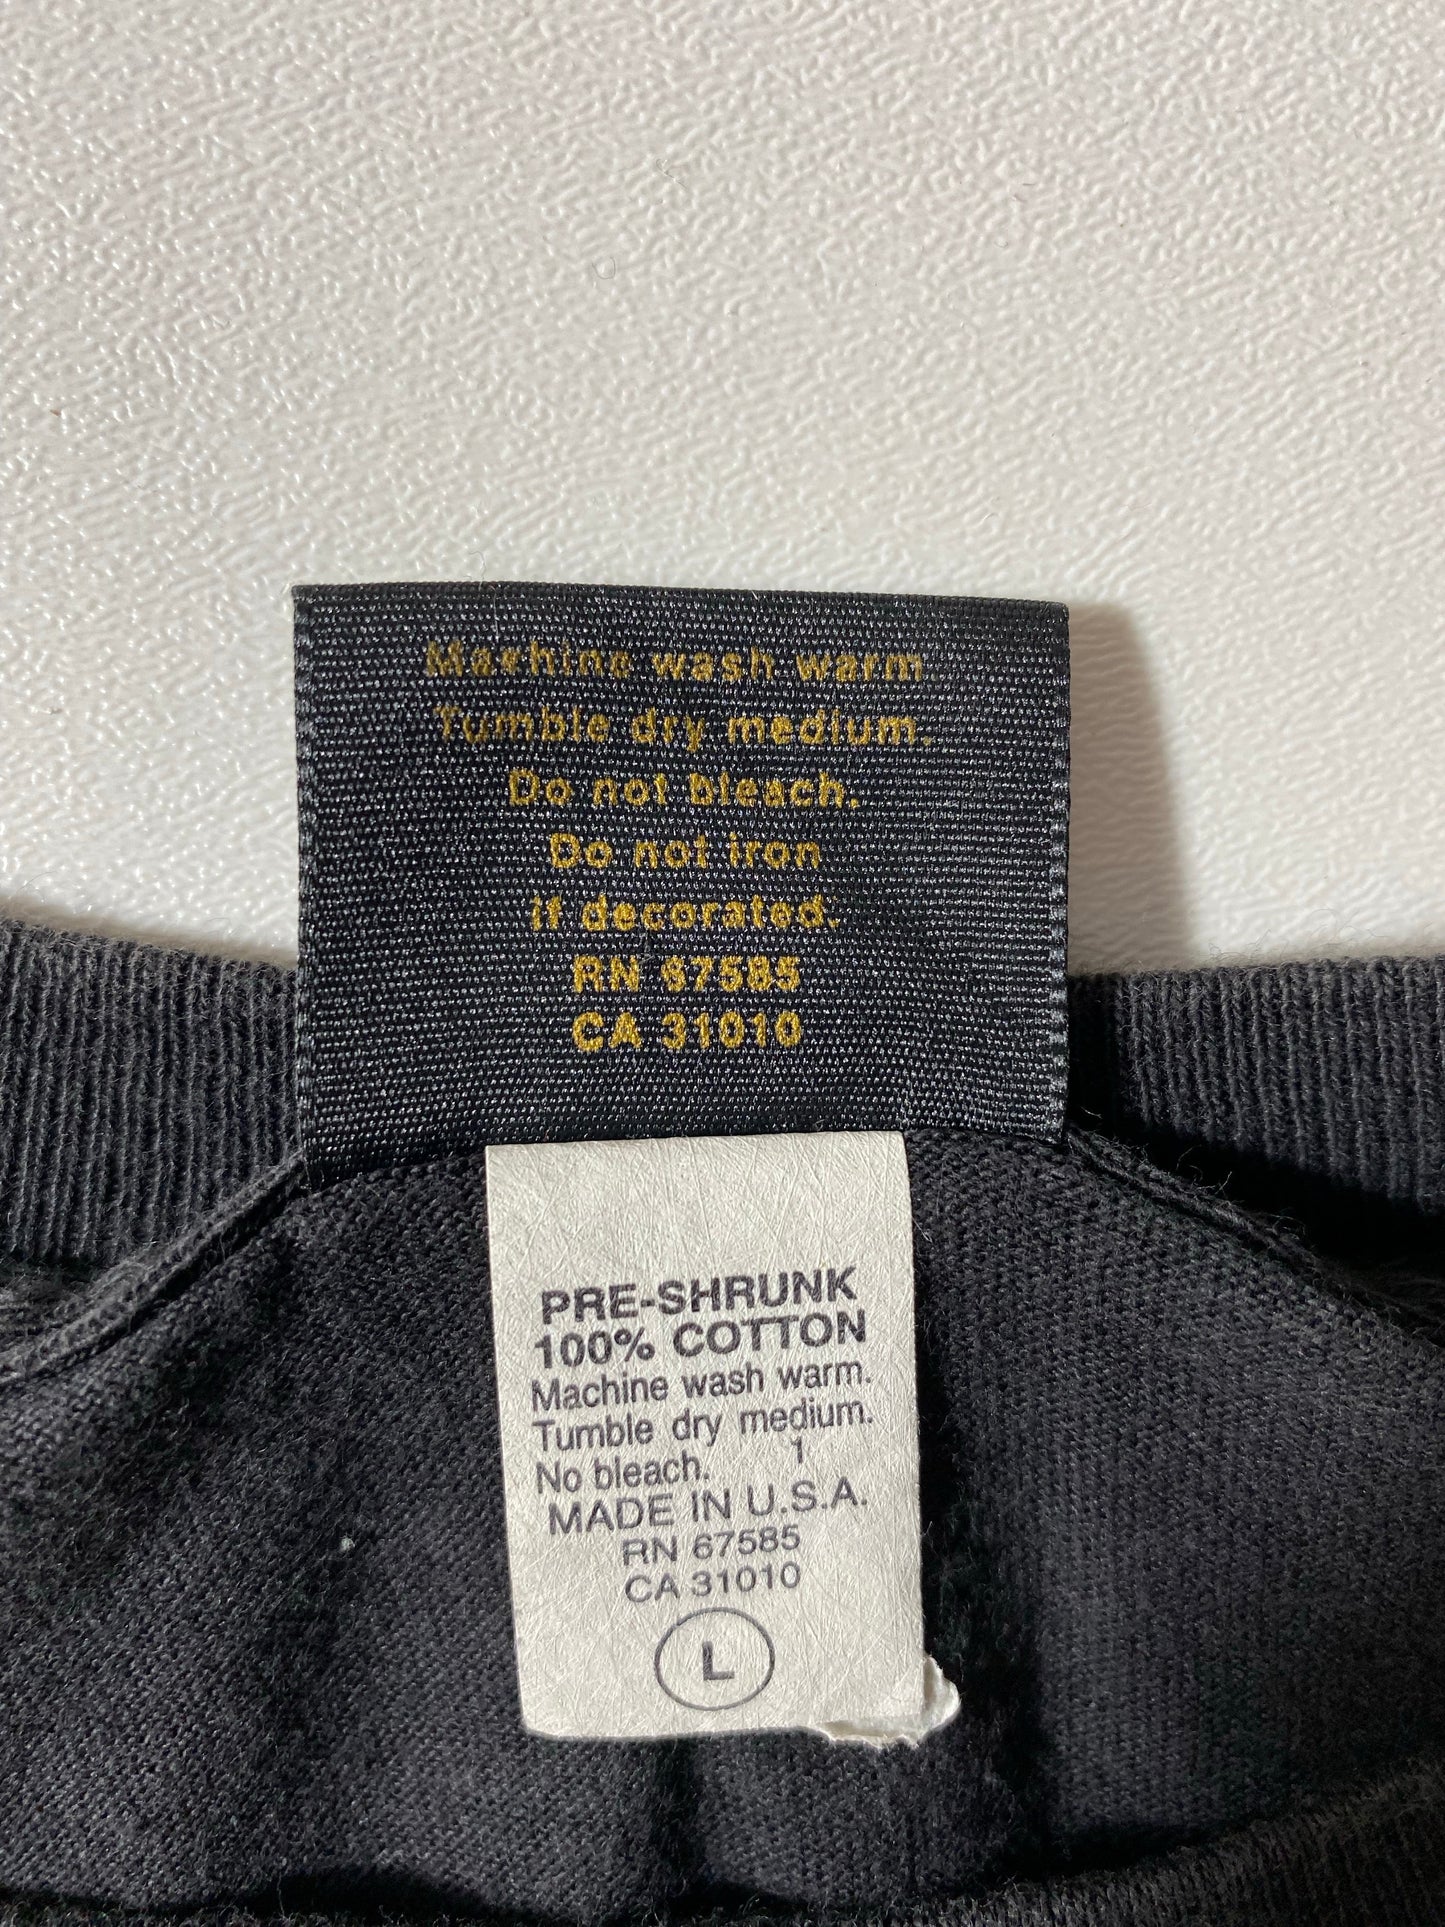 Machine wash warm
Tumble dry medium.
Do not bleach.
Do not iron
if decorated.
RN 67585
CA 31010
PRE-SHRUNK
100% COTTON
Machine wash warm.
Tumble dry medium.
No bleach. 1
MADE IN U.S.A.
RN 67585
CA 31010
L